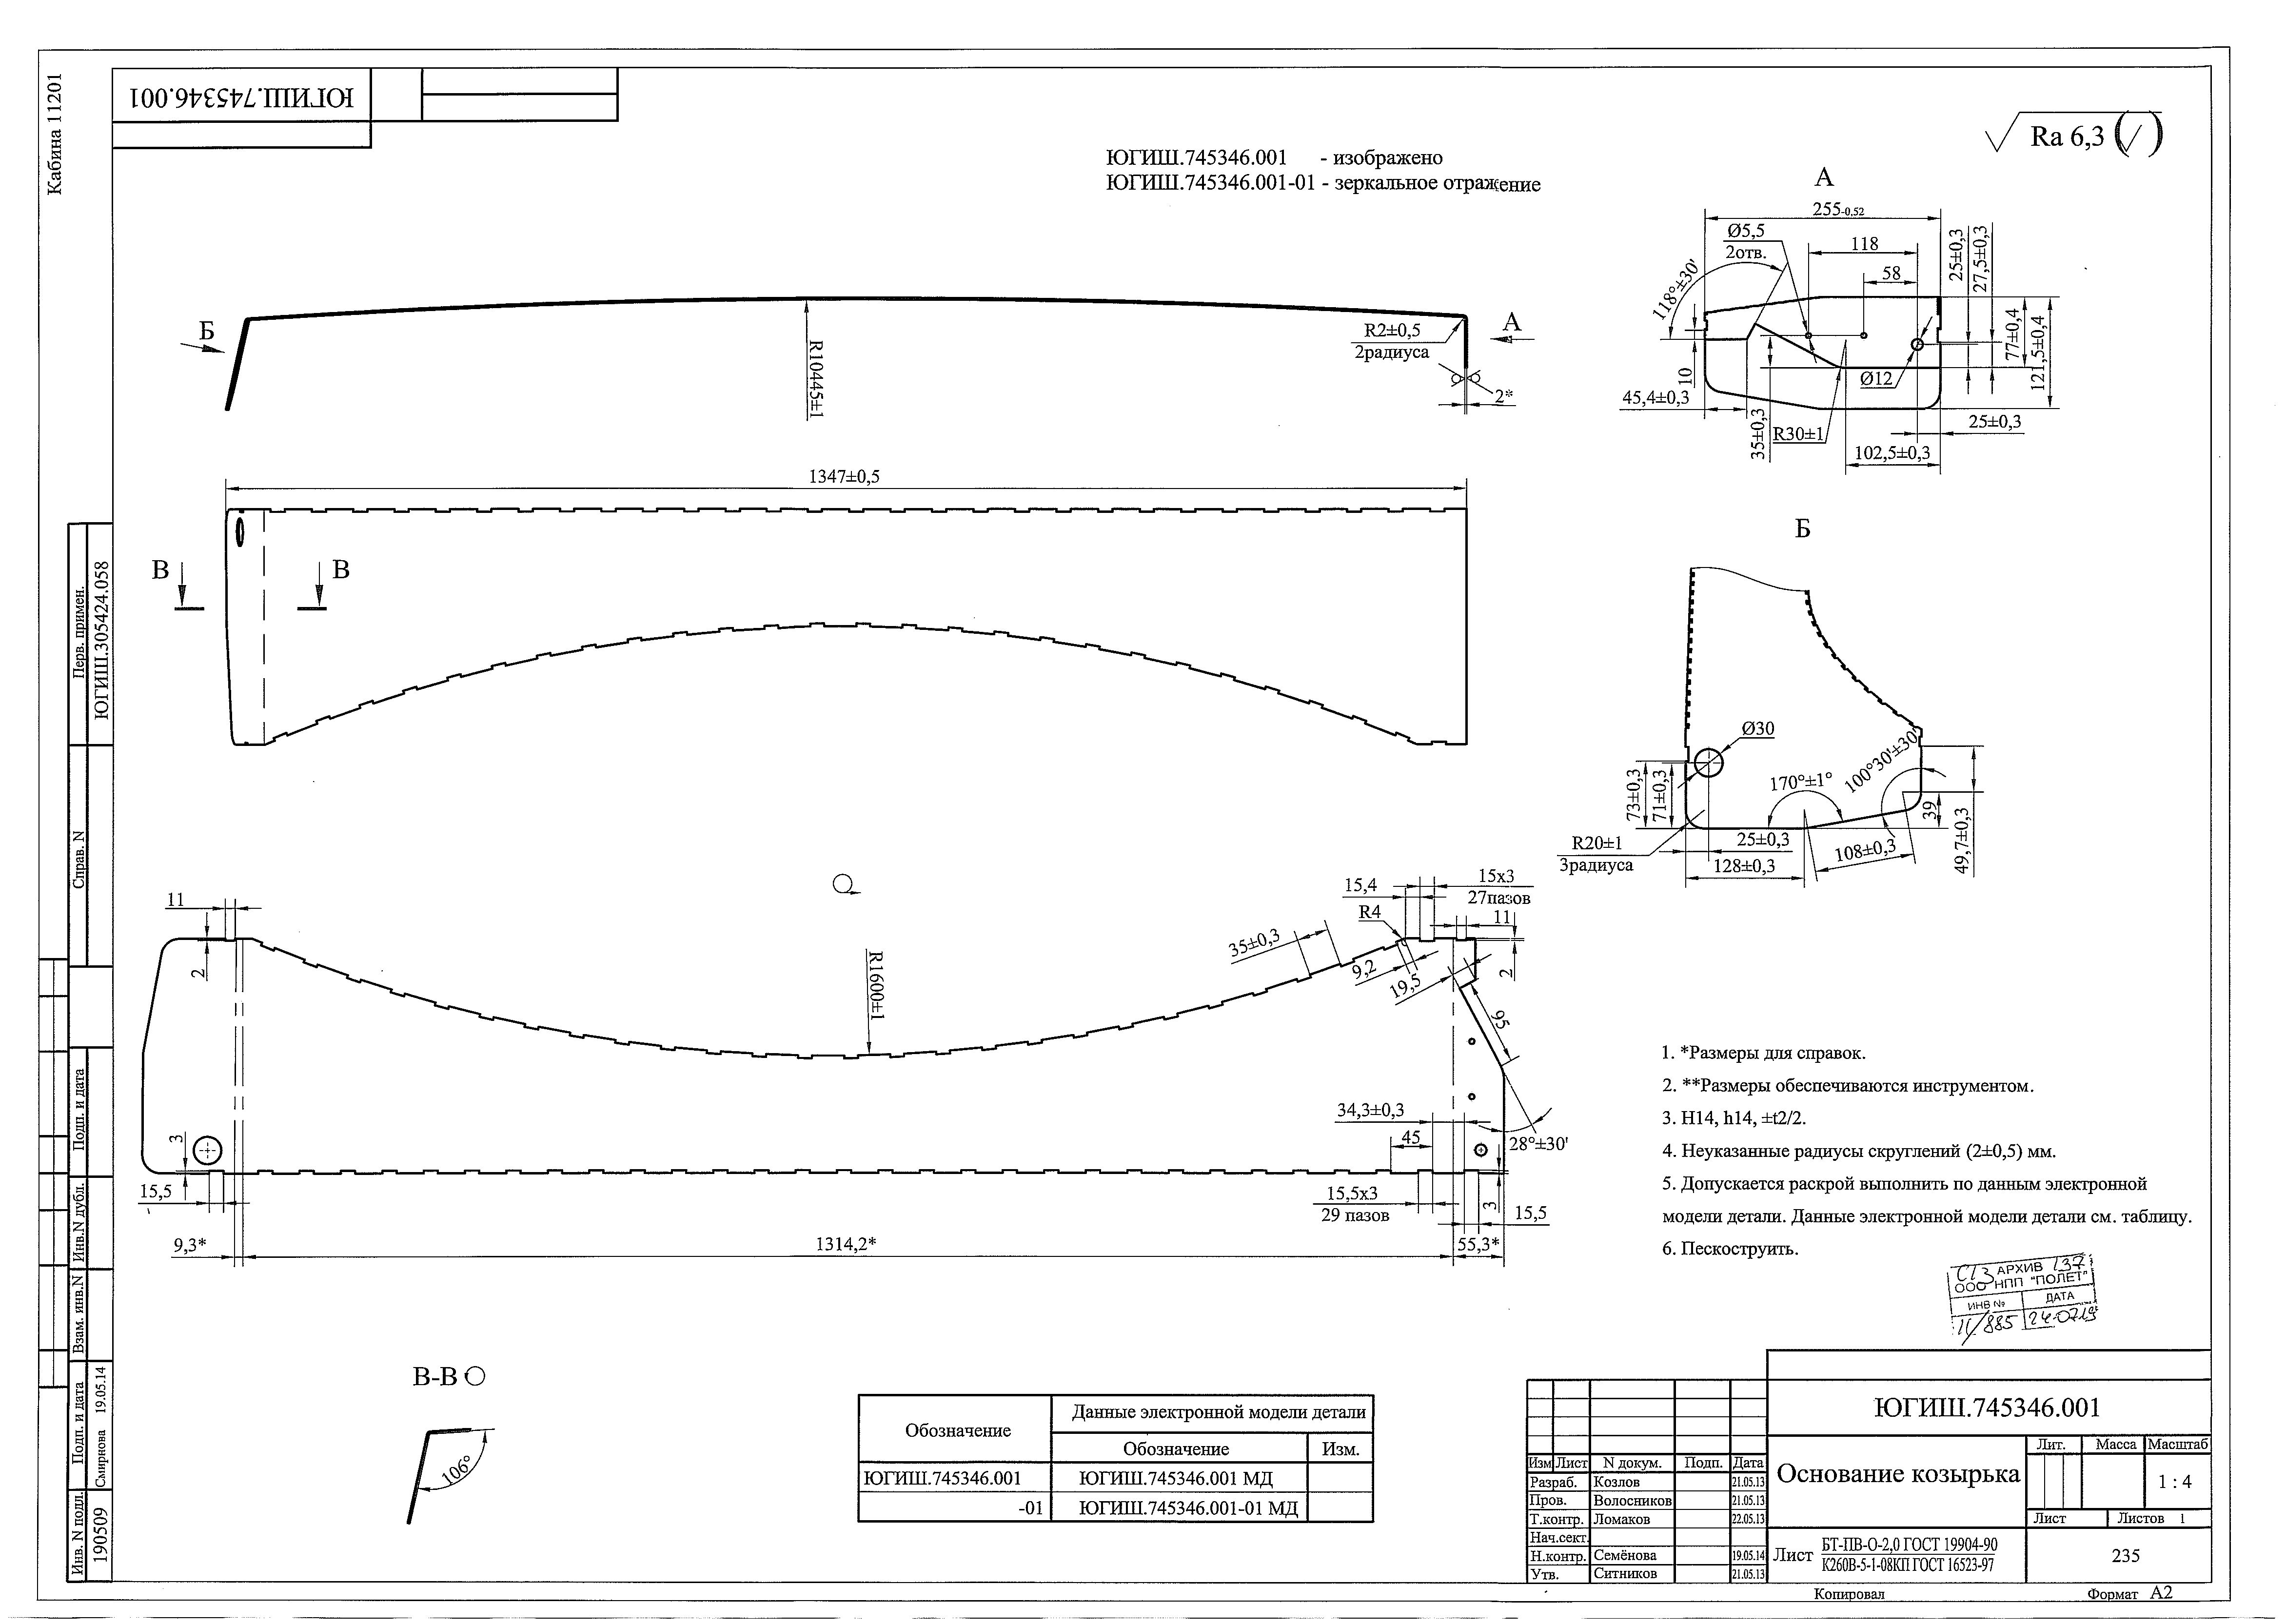 Кабина 11201
ЮГИШ.745346.001
ЮГИШ.745346.001 - изображено
ЮГИШ.745346.001-01 - зеркальное отражение
Ra 6,3
А
255-0,52
Ø5,5
2отв.
118
58
118°±30'
25±0,3
27,5±0,3
77±0,4
121,5±0,4
10
45,4±0,3
35±0,3
Ø12
R30±1
25±0,3
102,5±0,3
Б
R10445±1
R2±0,5
2радиуса
А
2*
1347±0,5
В
В
Б
Ø30
73±0,3
71±0,3
170°±1°
100°30'±30'
39
49,7±0,3
R20±1
3радиуса
25±0,3
128±0,3
108±0,3
11
2
R1600±1
35±0,3
15,4
15x3
27пазов
R4
11
9,2
19,5
2
95
34,3±0,3
45
28°±30'
3
15,5
15,5x3
29 пазов
3
15,5
9,3*
1314,2*
55,3*
1. *Размеры для справок.
2. **Размеры обеспечиваются инструментом.
3. H14, h14, ±t2/2.
4. Неуказанные радиусы скруглений (2±0,5) мм.
5. Допускается раскрой выполнить по данным электронной
модели детали. Данные электронной модели детали см. таблицу.
6. Пескоструить.
АРХИВ 137
ООО НПП "ПОЛЕТ"
ИНВ № ДАТА
11/885 24.07.19
В-В
106°
Обозначение
Данные электронной модели детали
Обозначение Изм.
ЮГИШ.745346.001 ЮГИШ.745346.001 МД
-01 ЮГИШ.745346.001-01 МД
Перв. примен.
ЮГИШ.305424.058
Справ. N
Подп. и дата
Инв.N дубл.
Взам. инв.N
Подп. и дата
Смирнова 19.05.14
Инв. N подл.
190509
ЮГИШ.745346.001
Изм Лист N докум. Подп. Дата
Разраб. Козлов 21.05.13
Пров. Волосников 21.05.13
Т.контр. Ломаков 22.05.13
Нач.сект.
Н.контр. Семёнова 19.05.14
Утв. Ситников 21.05.13
Основание козырька
Лит. Масса Масштаб
1 : 4
Лист Листов 1
Лист БТ-ПВ-О-2,0 ГОСТ 19904-90
К260В-5-1-08КП ГОСТ 16523-97
235
Копировал Формат А2